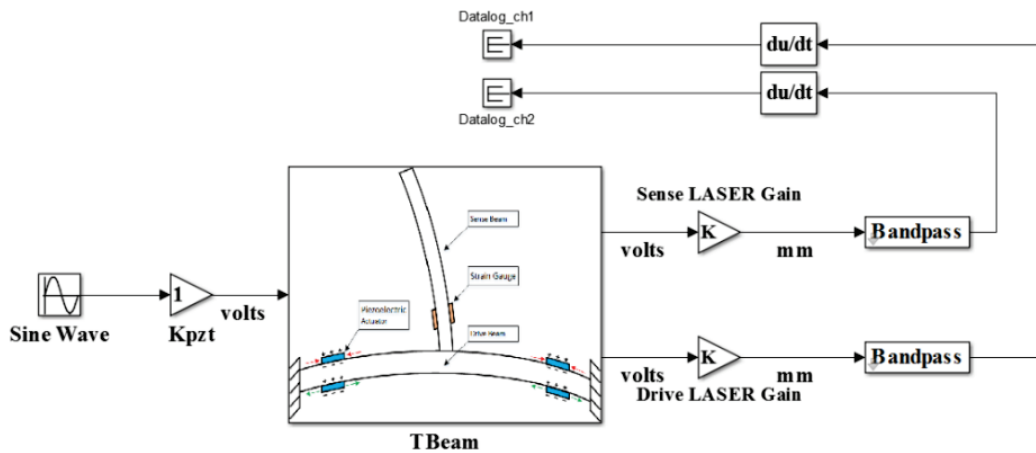 Datalog_ch1
du/dt
du/dt
Datalog_ch2
Sense LASER Gain
Sense Beam
K
Bandpass
volts
mm
Strain Gauge
1
Piezoelectric
Actuator
volts
Sine Wave
Kpzt
Drive Beam
K
Bandpass
volts
mm
Drive LASER Gain
TBeam